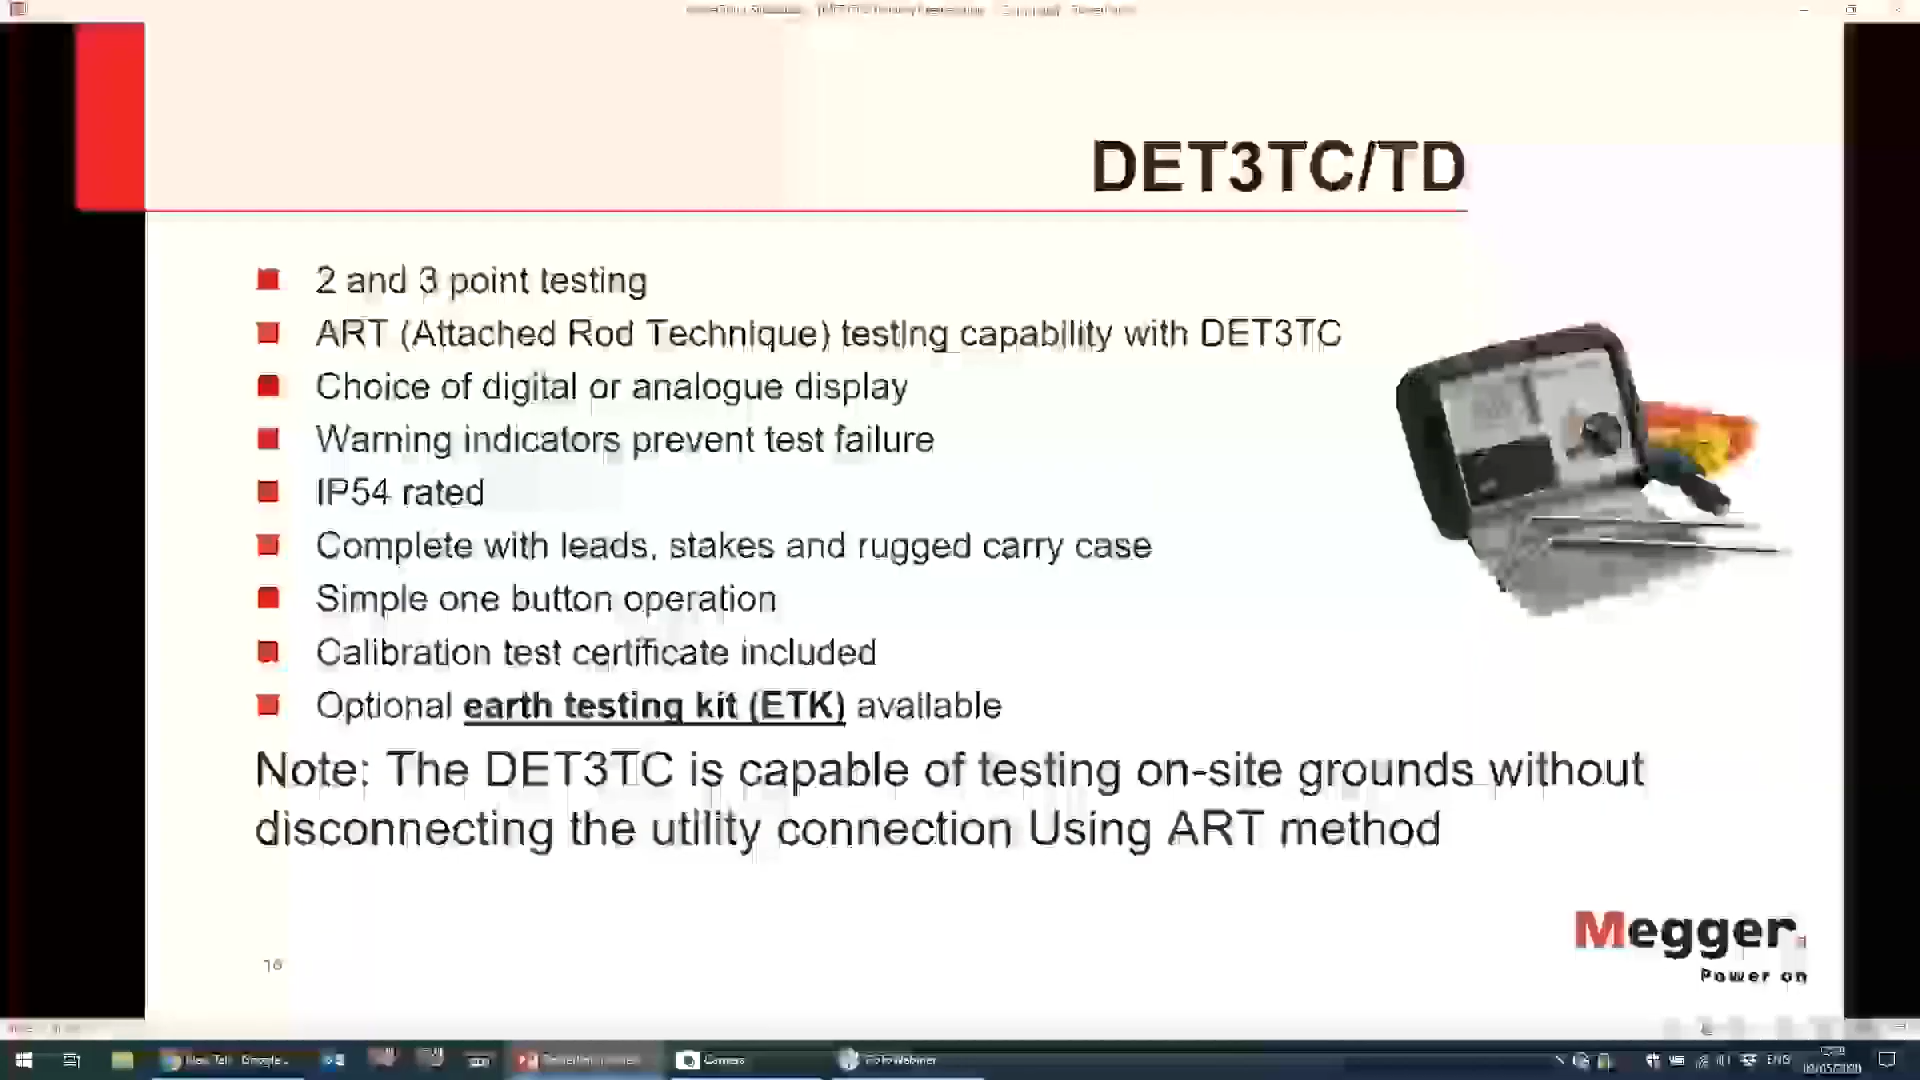 DET3TC/TD
2 and 3 point testing
ART (Attached Rod Technique) testing capability with DET3TC
Choice of digital or analogue display
Warning indicators prevent test failure
IP54 rated
Complete with leads, stakes and rugged carry case
Simple one button operation
Calibration test certificate included
Optional earth testing kit (ETK) available
Note: The DET3TC is capable of testing on-site grounds without
disconnecting the utility connection Using ART method
Megger.
Power on
Camera
GoToWebinar
ENG